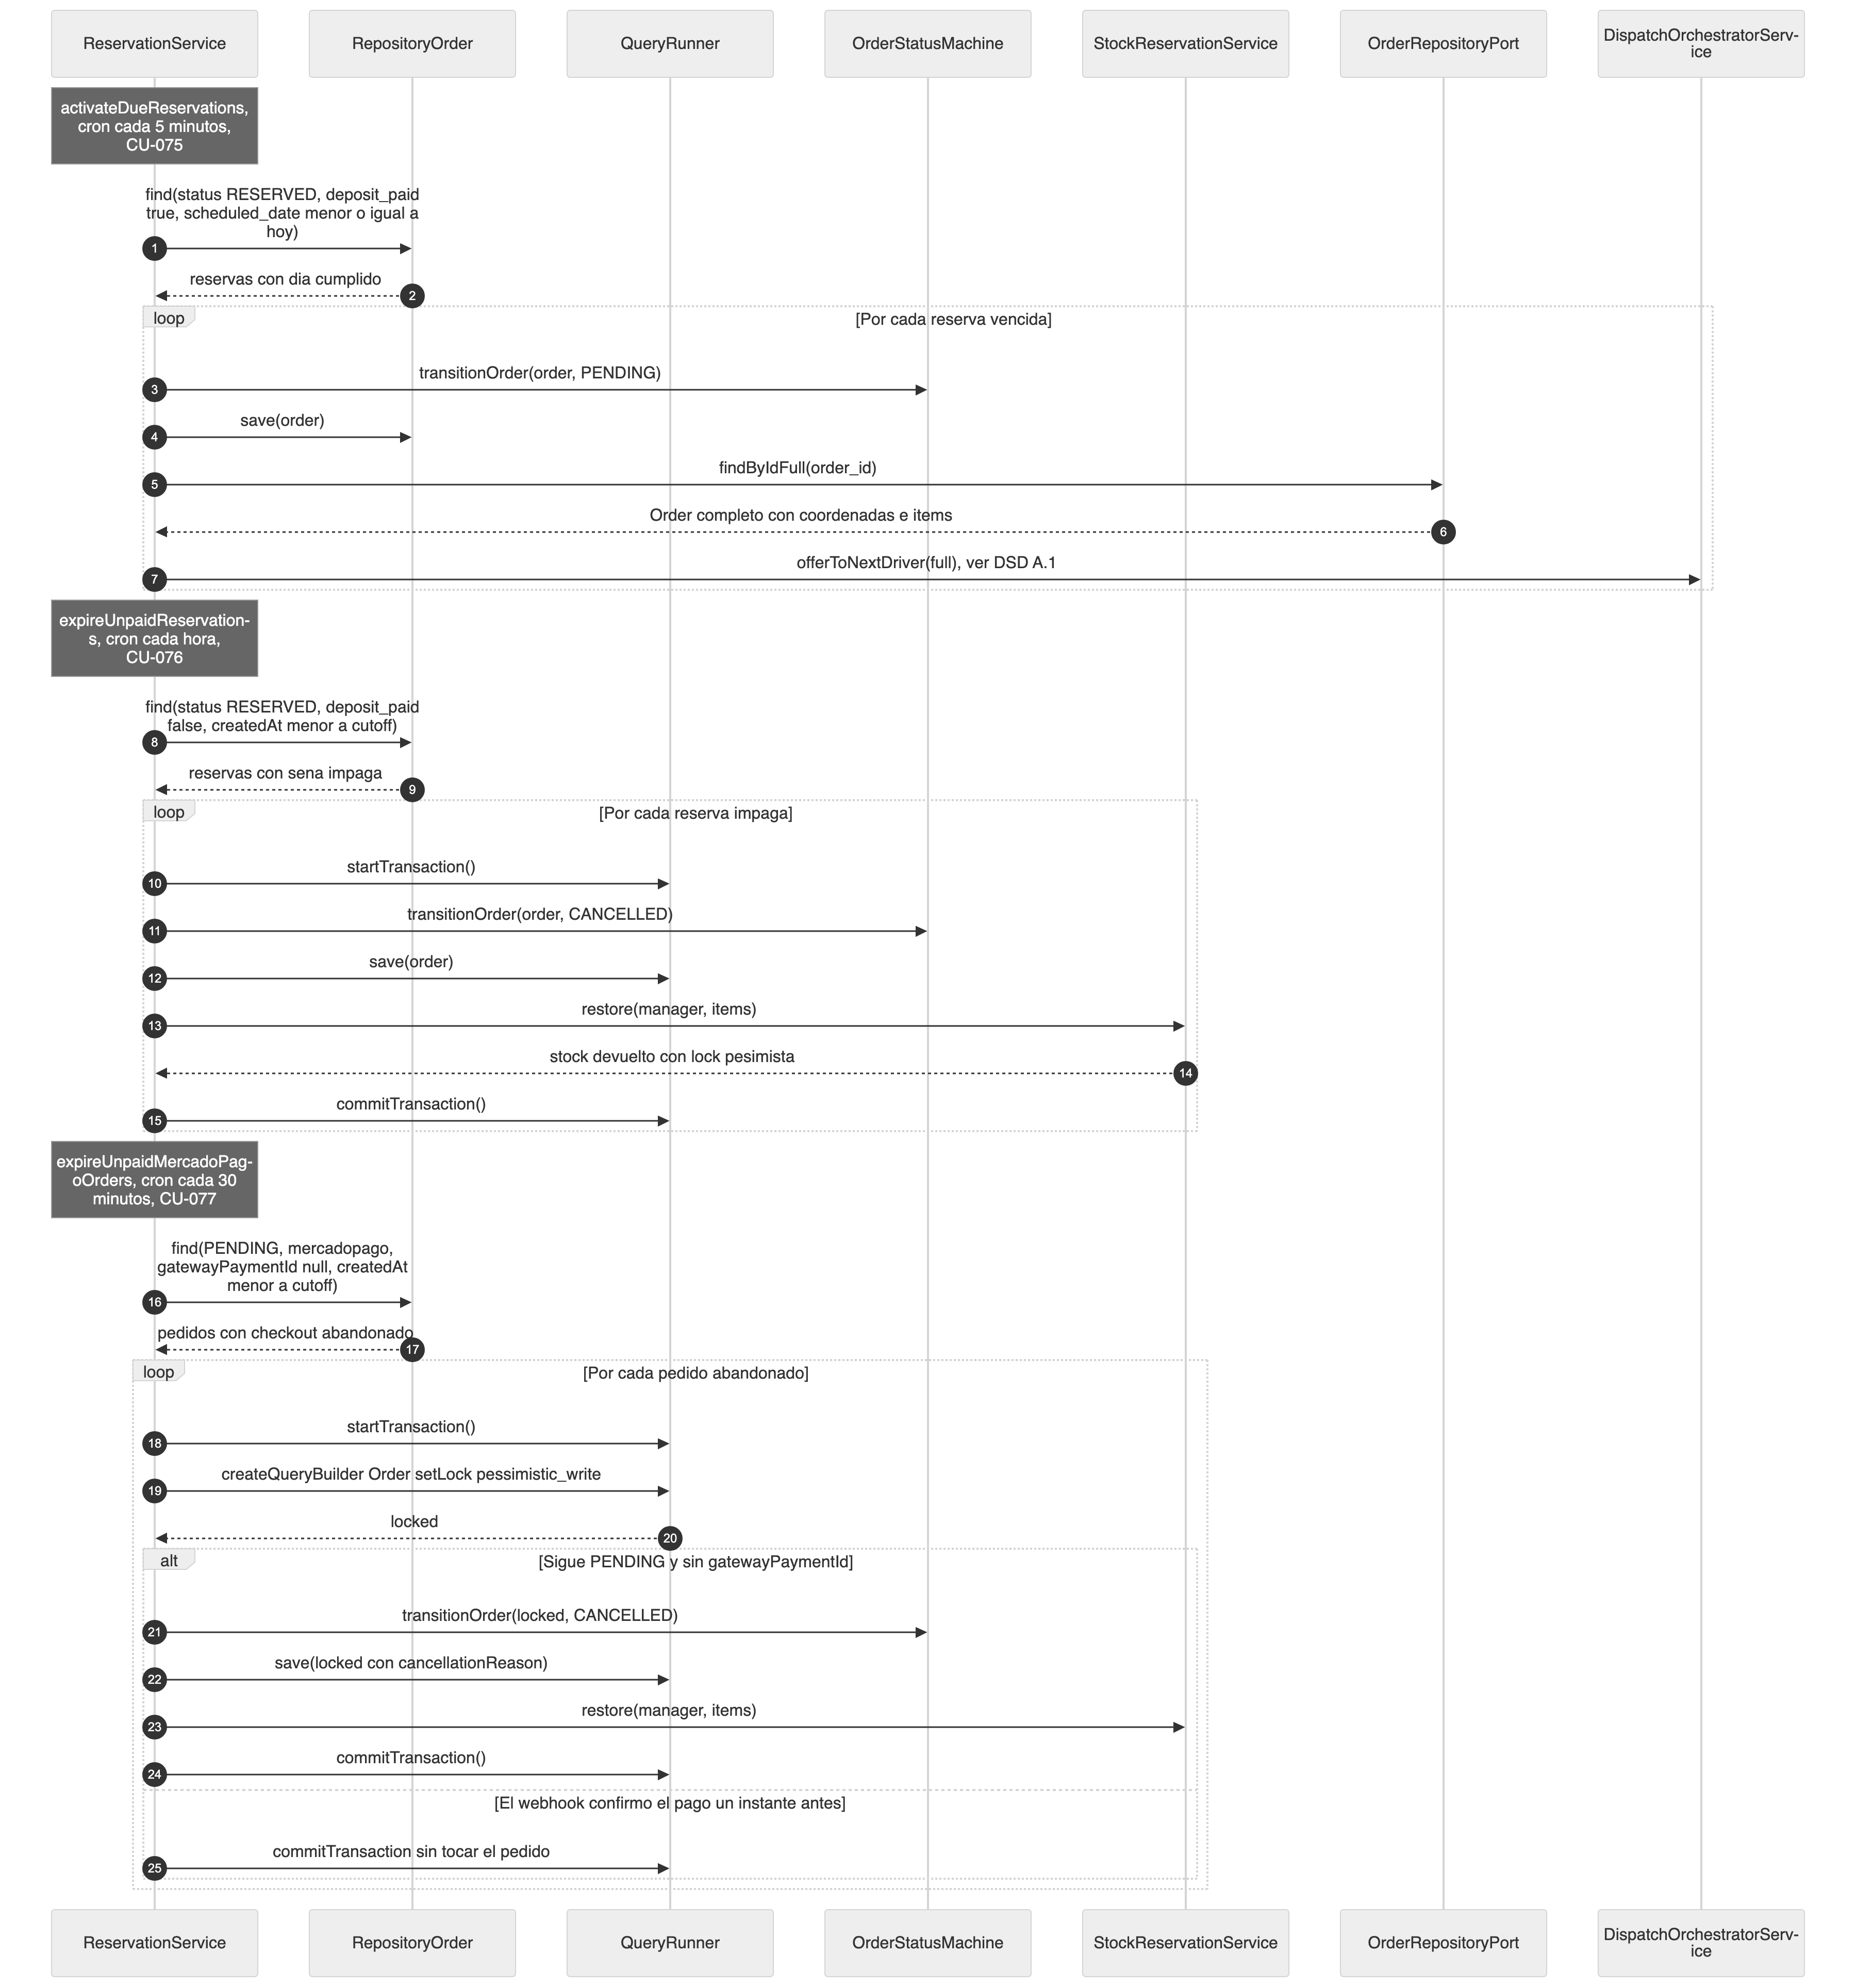 ReservationService
RepositoryOrder
QueryRunner
OrderStatusMachine
StockReservationService
OrderRepositoryPort
DispatchOrchestratorServ-
ice
activateDueReservations,
cron cada 5 minutos,
CU-075
find(status RESERVED, deposit_paid
true, scheduled_date menor o igual a
hoy)
1
reservas con dia cumplido
2
loop
[Por cada reserva vencida]
transitionOrder(order, PENDING)
3
save(order)
4
findByIdFull(order_id)
5
Order completo con coordenadas e items
6
offerToNextDriver(full), ver DSD A.1
7
expireUnpaidReservation-
s, cron cada hora,
CU-076
find(status RESERVED, deposit_paid
false, createdAt menor a cutoff)
8
reservas con sena impaga
9
loop
[Por cada reserva impaga]
startTransaction()
10
transitionOrder(order, CANCELLED)
11
save(order)
12
restore(manager, items)
13
stock devuelto con lock pesimista
14
commitTransaction()
15
expireUnpaidMercadoPag-
oOrders, cron cada 30
minutos, CU-077
find(PENDING, mercadopago,
gatewayPaymentId null, createdAt
menor a cutoff)
16
pedidos con checkout abandonado
17
loop
[Por cada pedido abandonado]
startTransaction()
18
createQueryBuilder Order setLock pessimistic_write
19
locked
20
alt
[Sigue PENDING y sin gatewayPaymentId]
transitionOrder(locked, CANCELLED)
21
save(locked con cancellationReason)
22
restore(manager, items)
23
commitTransaction()
24
[El webhook confirmo el pago un instante antes]
commitTransaction sin tocar el pedido
25
ReservationService
RepositoryOrder
QueryRunner
OrderStatusMachine
StockReservationService
OrderRepositoryPort
DispatchOrchestratorServ-
ice